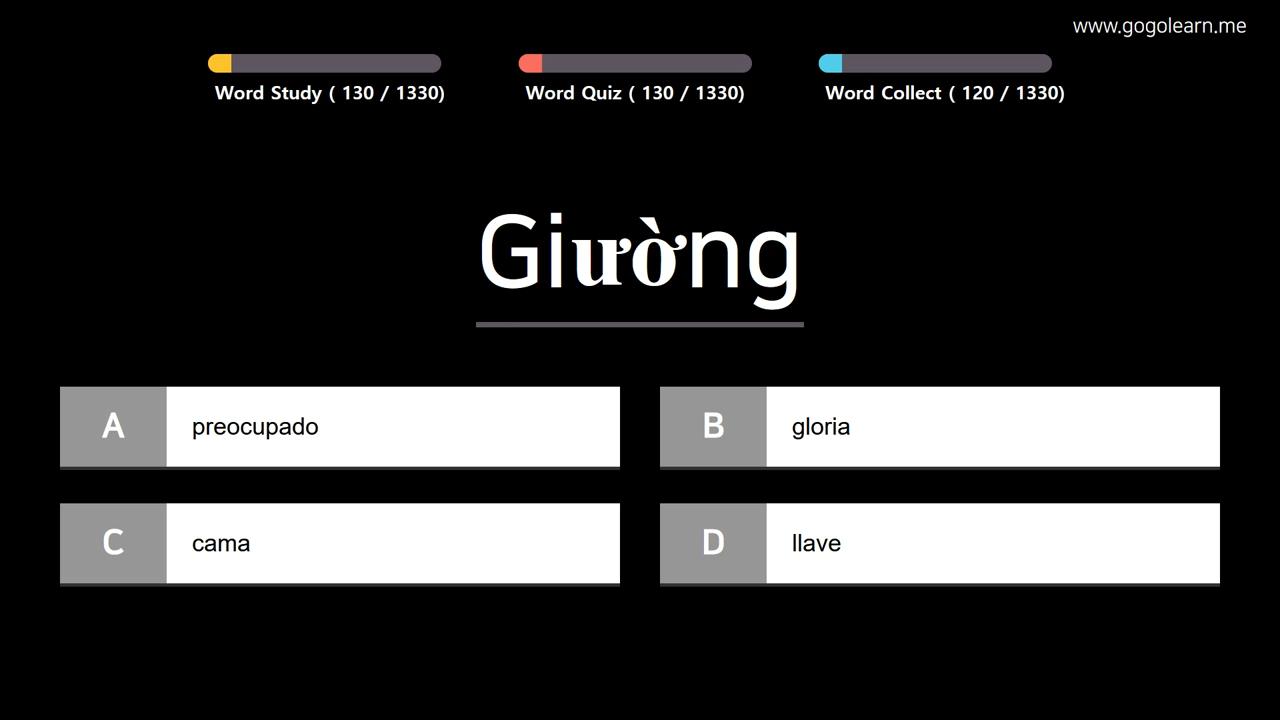 www.gogolearn.me
Word Study ( 130 / 1330)
Word Quiz ( 130 / 1330)
Word Collect ( 120 / 1330)
Giường
A preocupado
B gloria
C cama
D llave